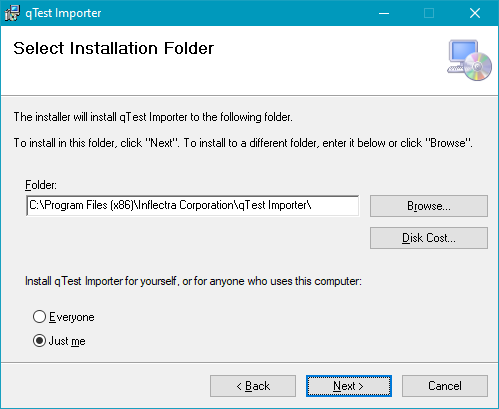 qTest Importer
Select Installation Folder
The installer will install qTest Importer to the following folder.
To install in this folder, click "Next". To install to a different folder, enter it below or click "Browse".
Folder:
C:\Program Files (x86)\Inflectra Corporation\qTest Importer\
Browse...
Disk Cost...
Install qTest Importer for yourself, or for anyone who uses this computer:
Everyone
Just me
< Back
Next >
Cancel